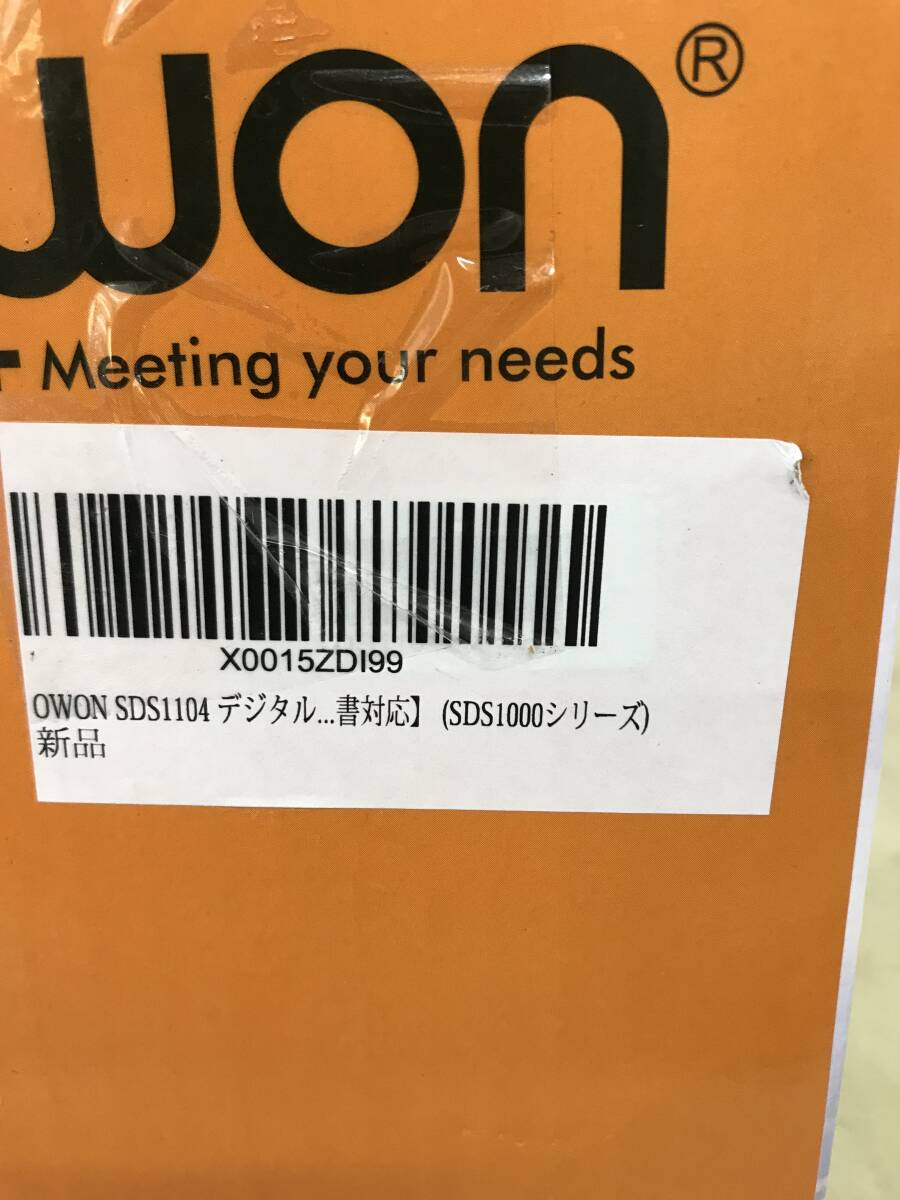 won®
Meeting your needs
X0015ZDI99
OWON SDS1104 デジタル...書対応】 (SDS1000シリーズ)
新品